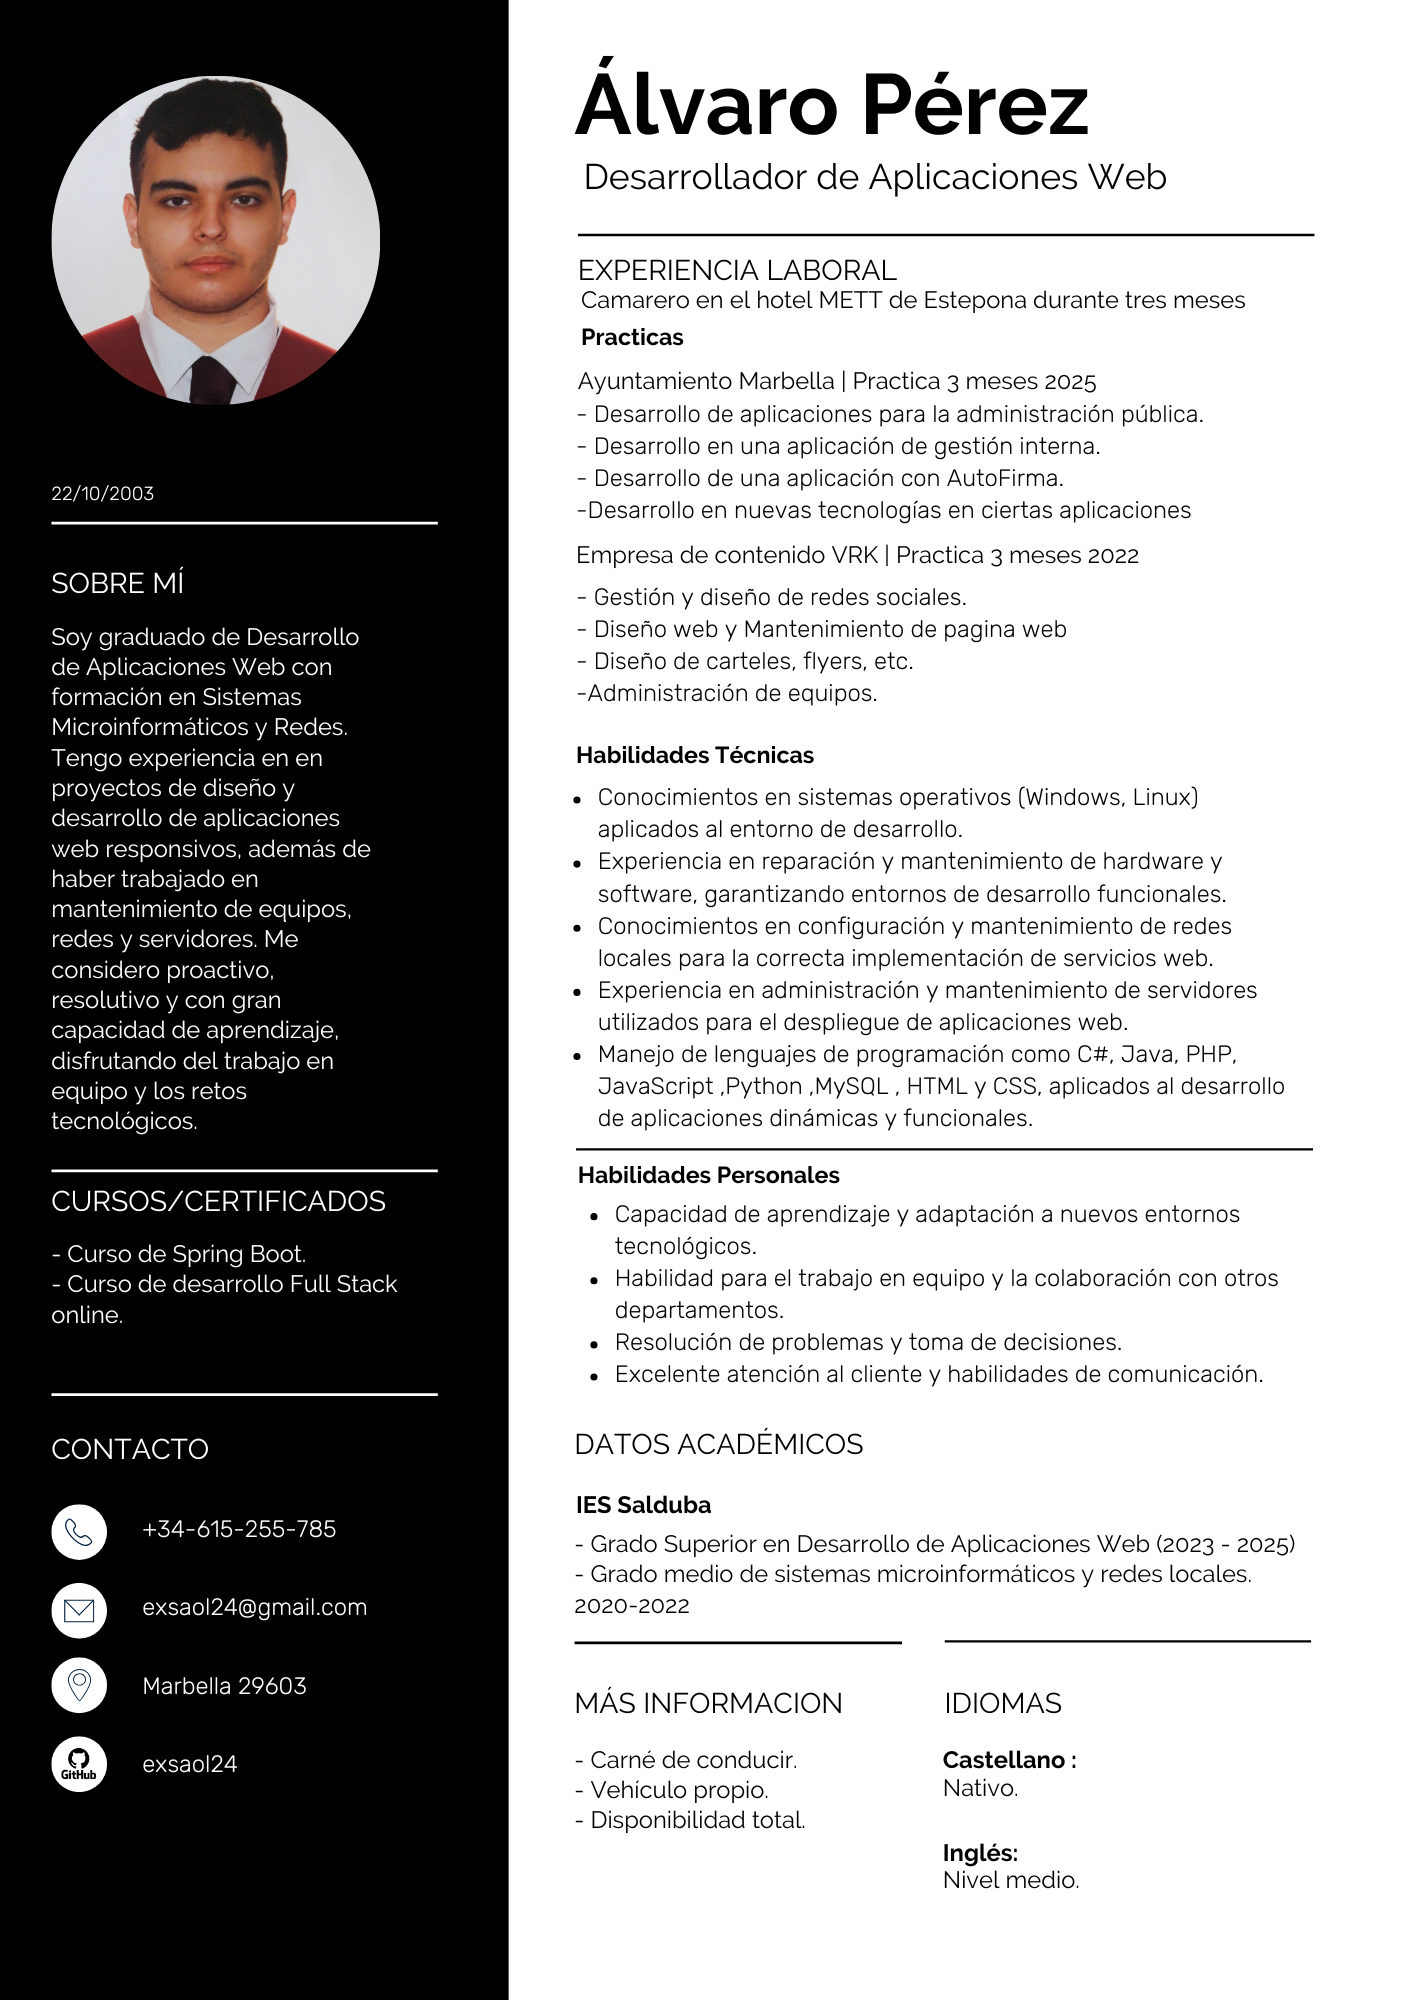 22/10/2003
SOBRE MÍ
Soy graduado de Desarrollo
de Aplicaciones Web con
formación en Sistemas
Microinformáticos y Redes.
Tengo experiencia en en
proyectos de diseño y
desarrollo de aplicaciones
web responsivos, además de
haber trabajado en
mantenimiento de equipos,
redes y servidores. Me
considero proactivo,
resolutivo y con gran
capacidad de aprendizaje,
disfrutando del trabajo en
equipo y los retos
tecnológicos.
CURSOS/CERTIFICADOS
- Curso de Spring Boot.
- Curso de desarrollo Full Stack
online.
CONTACTO
+34-615-255-785
exsaol24@gmail.com
Marbella 29603
GitHub
exsaol24
Álvaro Pérez
Desarrollador de Aplicaciones Web
EXPERIENCIA LABORAL
Camarero en el hotel METT de Estepona durante tres meses
Practicas
Ayuntamiento Marbella | Practica 3 meses 2025
- Desarrollo de aplicaciones para la administración pública.
- Desarrollo en una aplicación de gestión interna.
- Desarrollo de una aplicación con AutoFirma.
-Desarrollo en nuevas tecnologías en ciertas aplicaciones
Empresa de contenido VRK | Practica 3 meses 2022
- Gestión y diseño de redes sociales.
- Diseño web y Mantenimiento de pagina web
- Diseño de carteles, flyers, etc.
-Administración de equipos.
Habilidades Técnicas
• Conocimientos en sistemas operativos (Windows, Linux)
aplicados al entorno de desarrollo.
• Experiencia en reparación y mantenimiento de hardware y
software, garantizando entornos de desarrollo funcionales.
• Conocimientos en configuración y mantenimiento de redes
locales para la correcta implementación de servicios web.
• Experiencia en administración y mantenimiento de servidores
utilizados para el despliegue de aplicaciones web.
• Manejo de lenguajes de programación como C#, Java, PHP,
JavaScript ,Python ,MySQL , HTML y CSS, aplicados al desarrollo
de aplicaciones dinámicas y funcionales.
Habilidades Personales
• Capacidad de aprendizaje y adaptación a nuevos entornos
tecnológicos.
• Habilidad para el trabajo en equipo y la colaboración con otros
departamentos.
• Resolución de problemas y toma de decisiones.
• Excelente atención al cliente y habilidades de comunicación.
DATOS ACADÉMICOS
IES Salduba
- Grado Superior en Desarrollo de Aplicaciones Web (2023 - 2025)
- Grado medio de sistemas microinformáticos y redes locales.
2020-2022
MÁS INFORMACION
- Carné de conducir.
- Vehículo propio.
- Disponibilidad total.
IDIOMAS
Castellano :
Nativo.
Inglés:
Nivel medio.